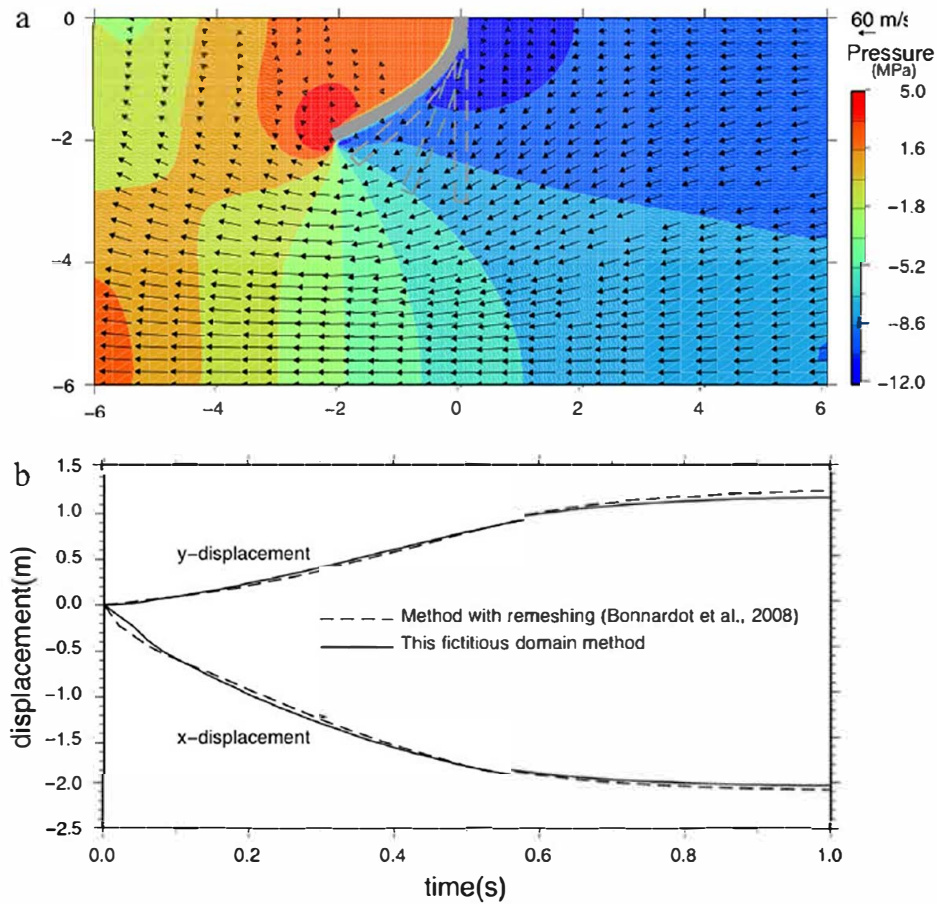 a
0
-2
-4
-6
-6
-4
-2
0
2
4
6
60 m/s
Pressure
(MPa)
5.0
1.6
-1.8
-5.2
-8.6
-12.0
b
1.5
1.0
0.5
0.0
-0.5
-1.0
-1.5
-2.0
-2.5
displacement(m)
y-displacement
Method with remeshing (Bonnardot et al., 2008)
This fictitious domain method
x-displacement
0.0
0.2
0.4
0.6
0.8
1.0
time(s)